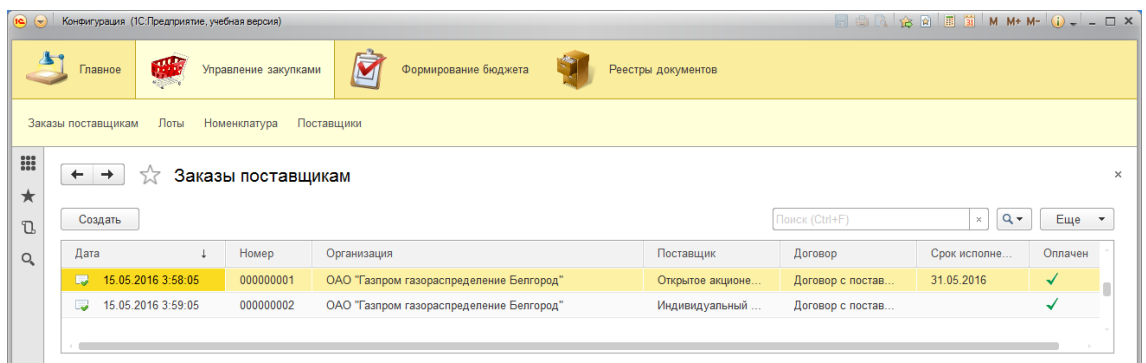 Конфигурация (1С:Предприятие, учебная версия) M M+ M-
Главное Управление закупками Формирование бюджета Реестры документов
Заказы поставщикам Лоты Номенклатура Поставщики
Заказы поставщикам
Создать Поиск (Ctrl+F) Еще
Дата Номер Организация Поставщик Договор Срок исполне... Оплачен
15.05.2016 3:58:05 000000001 ОАО "Газпром газораспределение Белгород" Открытое акционе... Договор с постав... 31.05.2016
15.05.2016 3:59:05 000000002 ОАО "Газпром газораспределение Белгород" Индивидуальный ... Договор с постав...